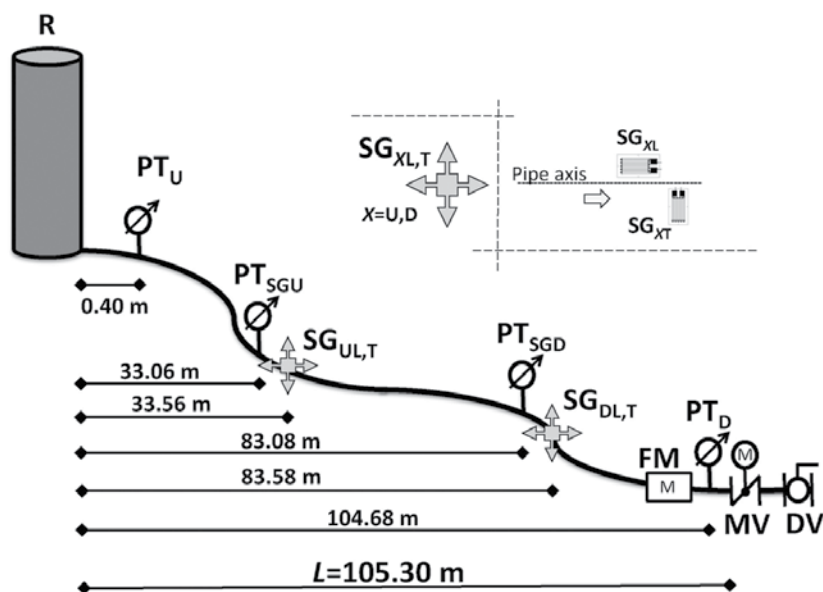 R
PT_U
SG_XL,T
X=U,D
Pipe axis
SG_XL
SG_XT
0.40 m
PT_SGU
SG_UL,T
PT_SGD
SG_DL,T
33.06 m
33.56 m
83.08 m
83.58 m
104.68 m
FM
M
PT_D
M
MV
DV
L=105.30 m